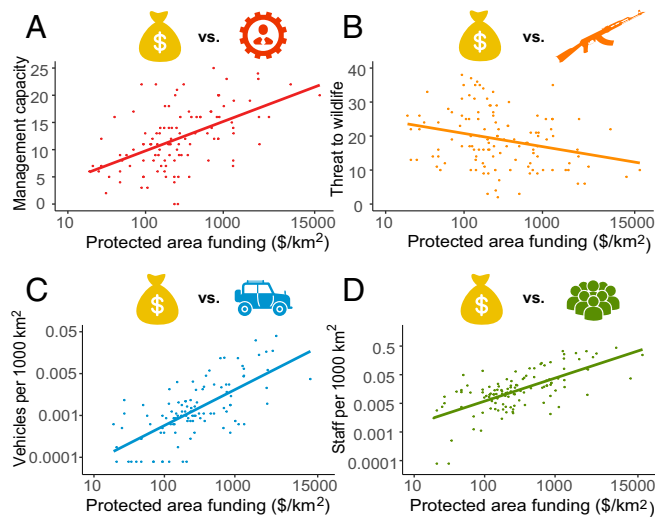 A
$
vs.
Management capacity
25
20
15
10
5
0
10
100
1000
15000
Protected area funding ($/km²)
B
$
vs.
Threat to wildlife
40
30
20
10
0
10
100
1000
15000
Protected area funding ($/km²)
C
$
vs.
Vehicles per 1000 km²
0.05
0.005
0.001
0.0001
10
100
1000
15000
Protected area funding ($/km²)
D
$
vs.
Staff per 1000 km²
0.5
0.05
0.005
0.001
0.0001
10
100
1000
15000
Protected area funding ($/km²)